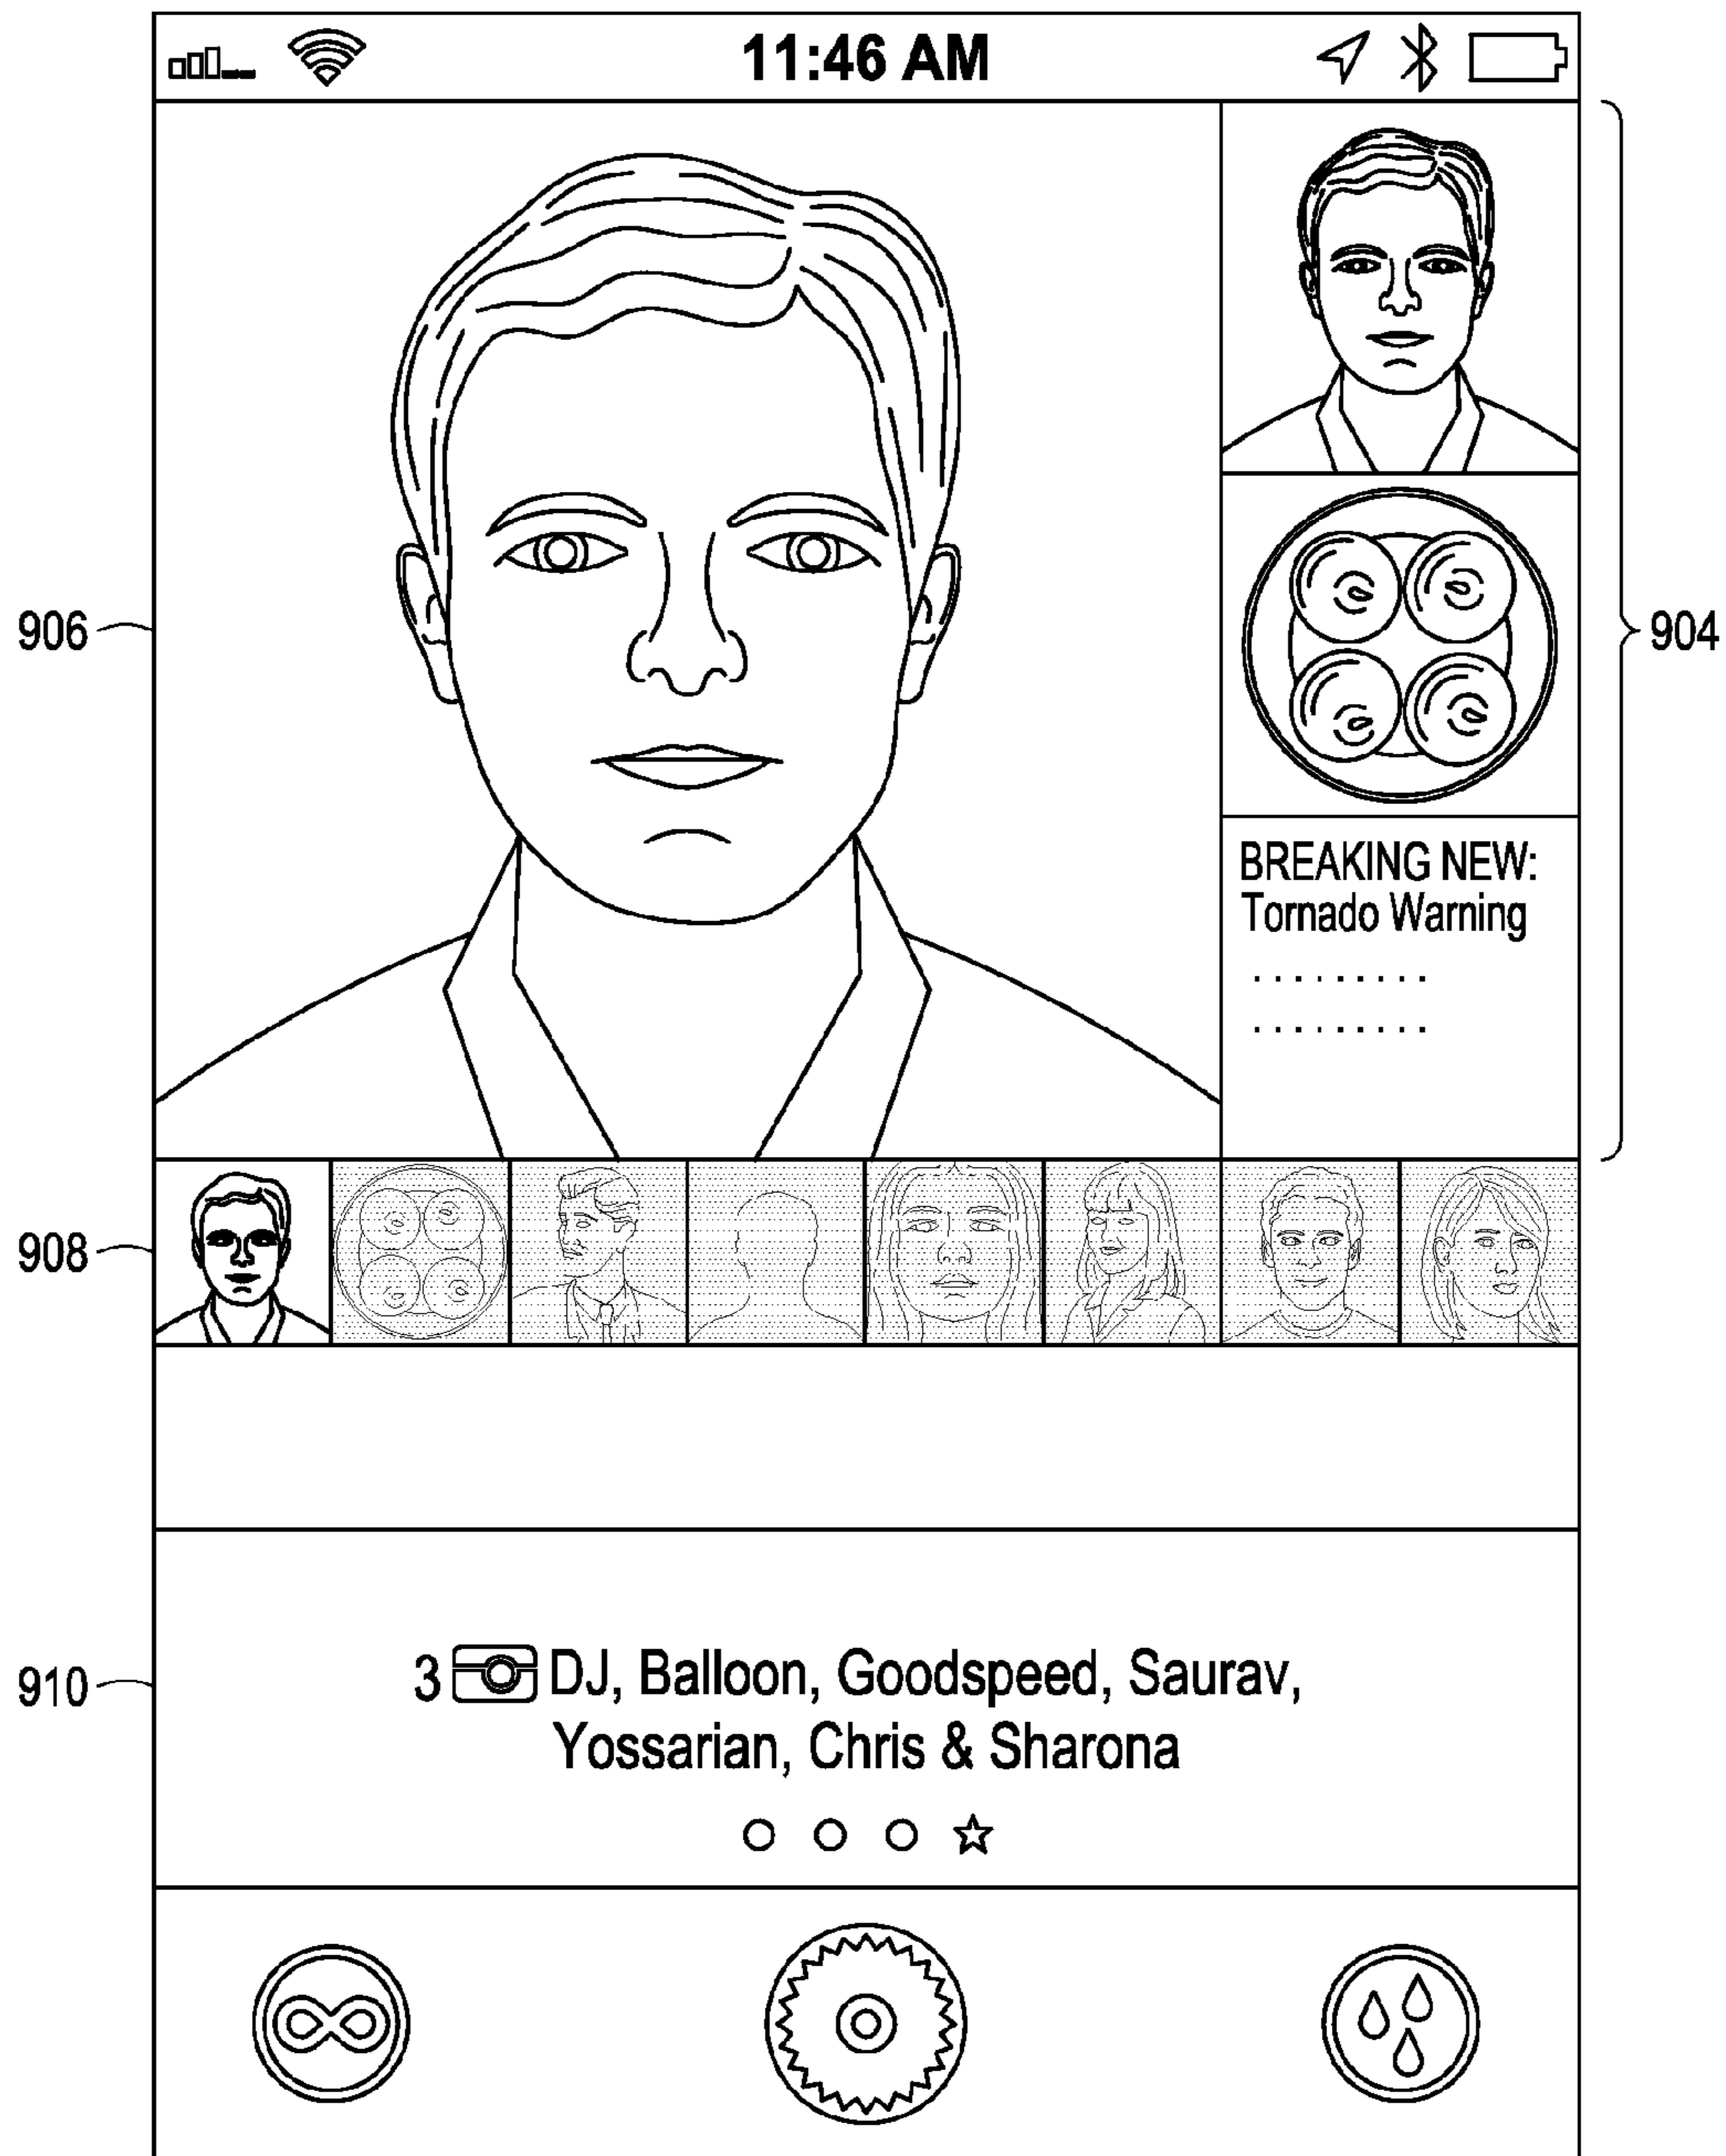 11:46 AM
906
904
BREAKING NEW:
Tornado Warning
908
910
3 DJ, Balloon, Goodspeed, Saurav,
Yossarian, Chris & Sharona